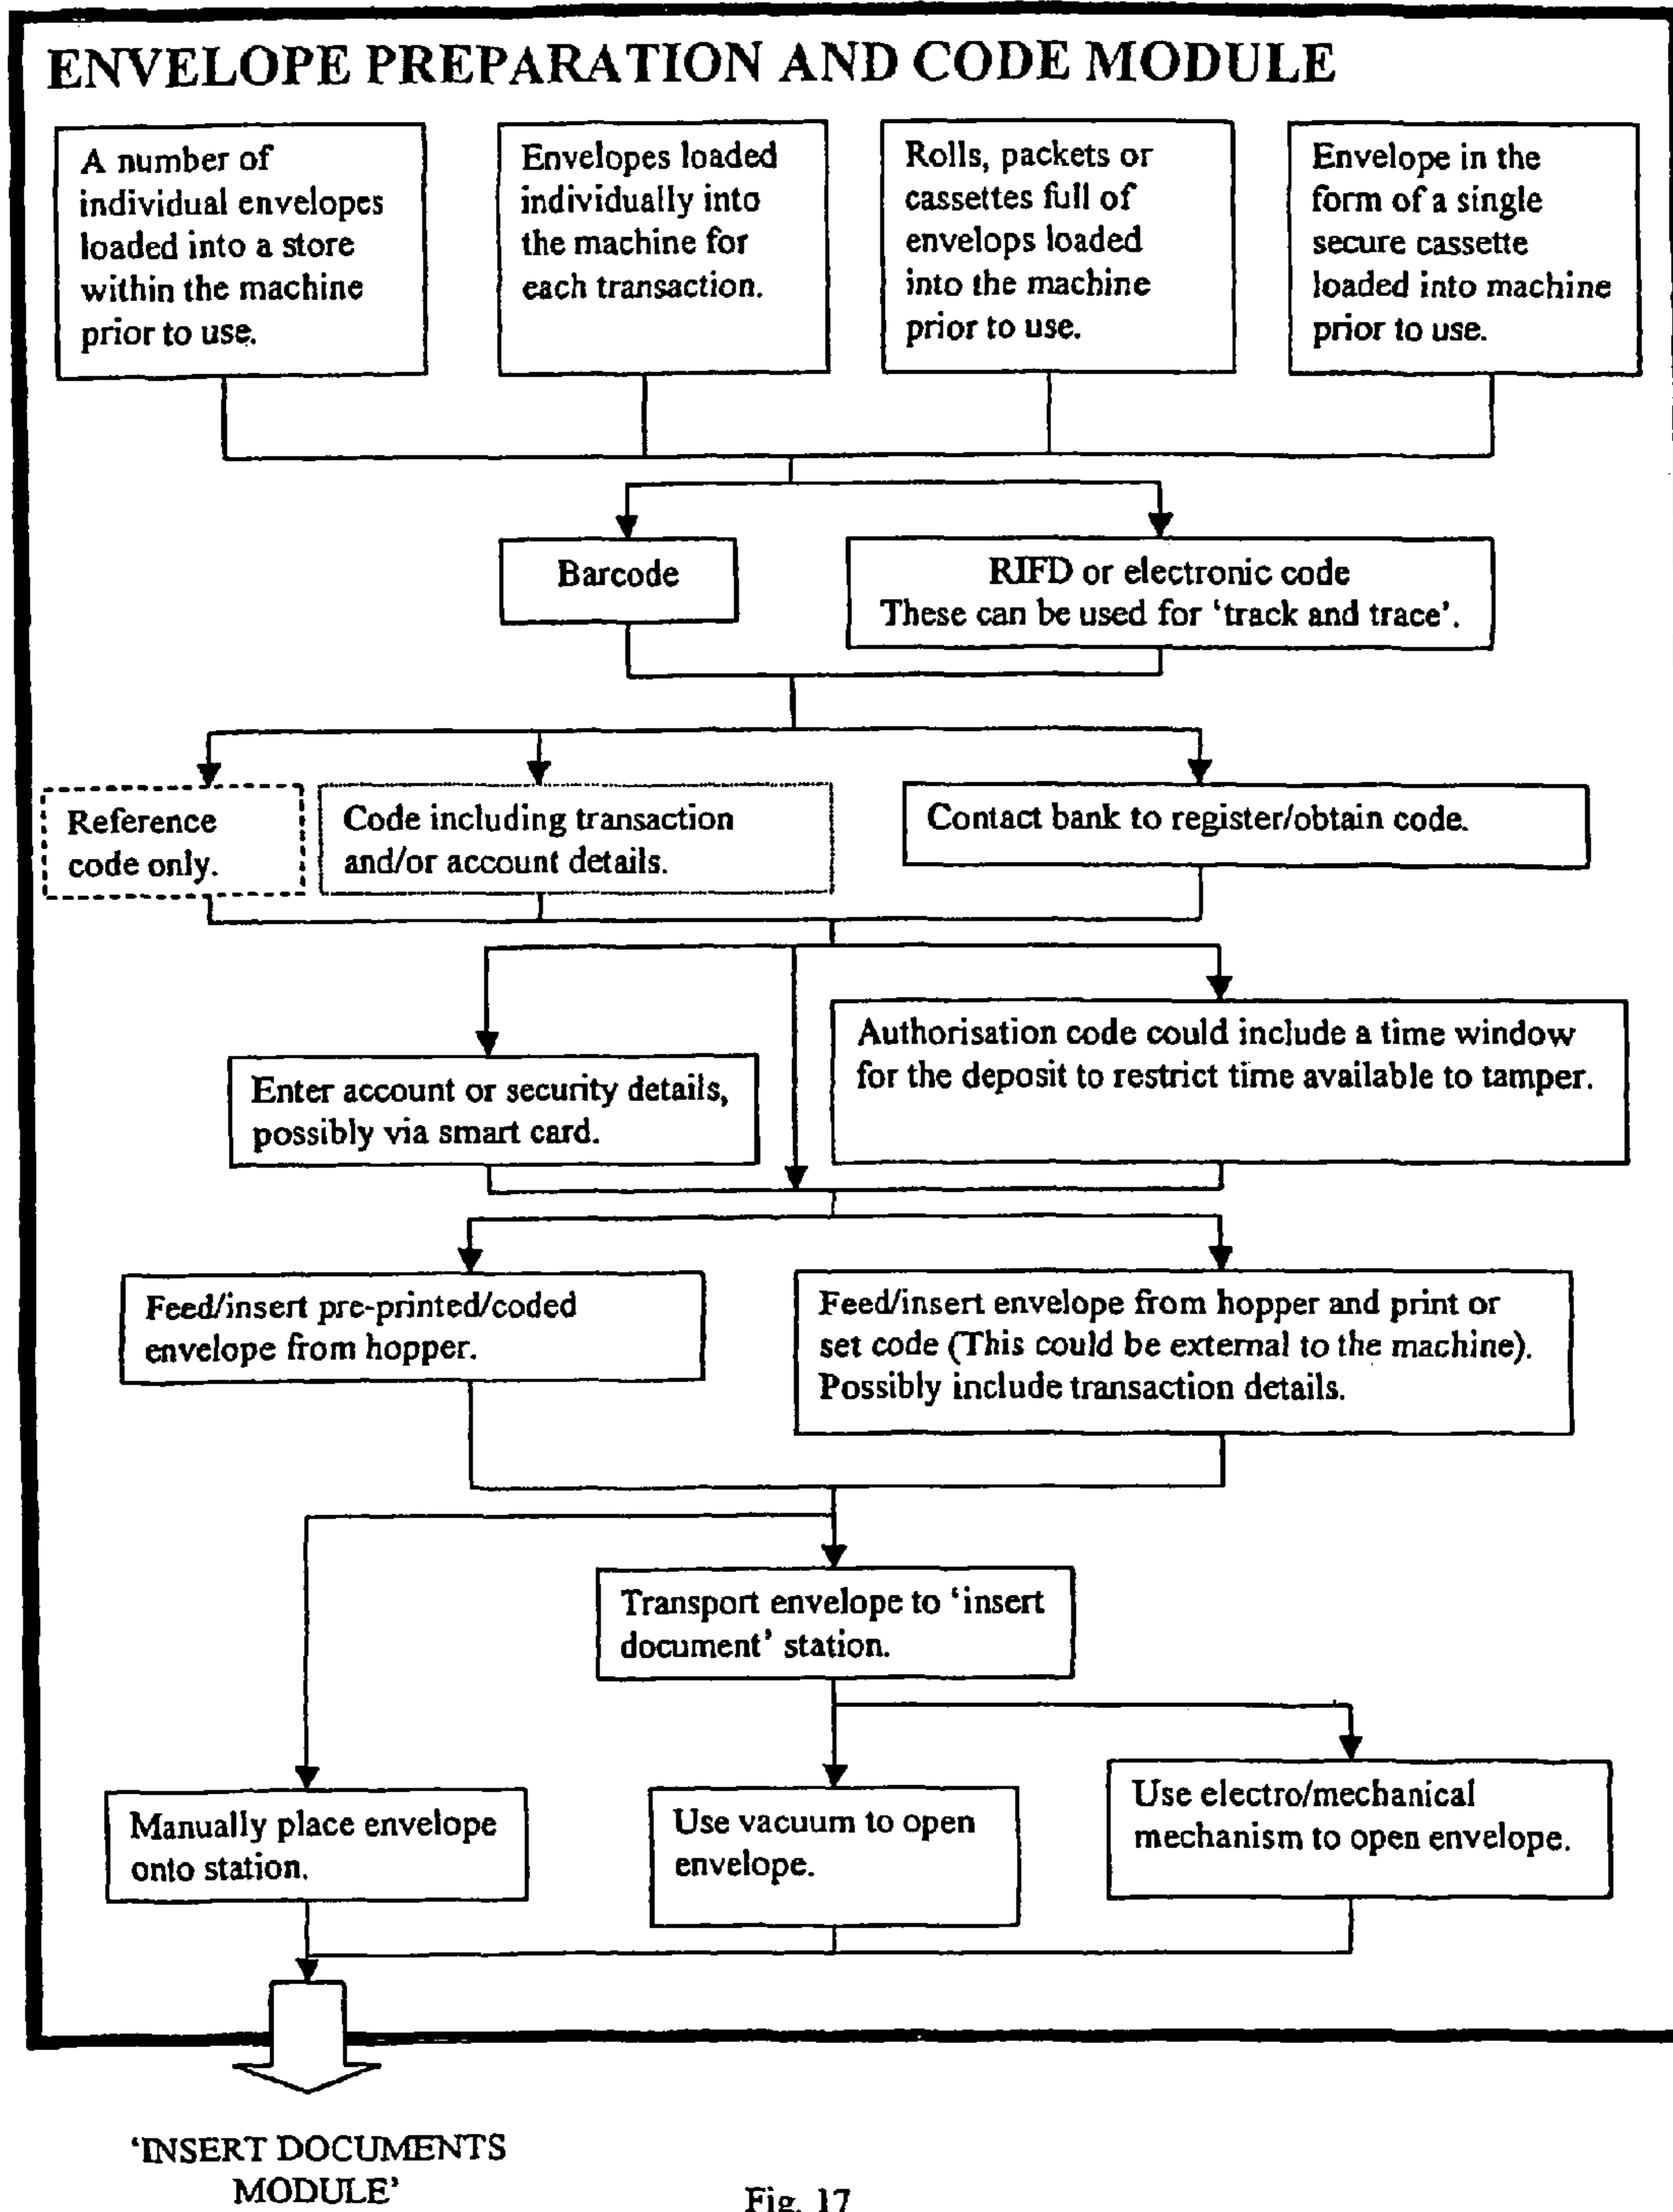 ENVELOPE PREPARATION AND CODE MODULE
A number of
individual envelopes
loaded into a store
within the machine
prior to use.
Envelopes loaded
individually into
the machine for
each transaction.
Rolls, packets or
cassettes full of
envelops loaded
into the machine
prior to use.
Envelope in the
form of a single
secure cassette
loaded into machine
prior to use.
Barcode
RIFD or electronic code
These can be used for ‘track and trace’.
Reference
code only.
Code including transaction
and/or account details.
Contact bank to register/obtain code.
Enter account or security details,
possibly via smart card.
Authorisation code could include a time window
for the deposit to restrict time available to tamper.
Feed/insert pre-printed/coded
envelope from hopper.
Feed/insert envelope from hopper and print or
set code (This could be external to the machine).
Possibly include transaction details.
Transport envelope to ‘insert
document’ station.
Manually place envelope
onto station.
Use vacuum to open
envelope.
Use electro/mechanical
mechanism to open envelope.
‘INSERT DOCUMENTS
MODULE’
Fig. 17